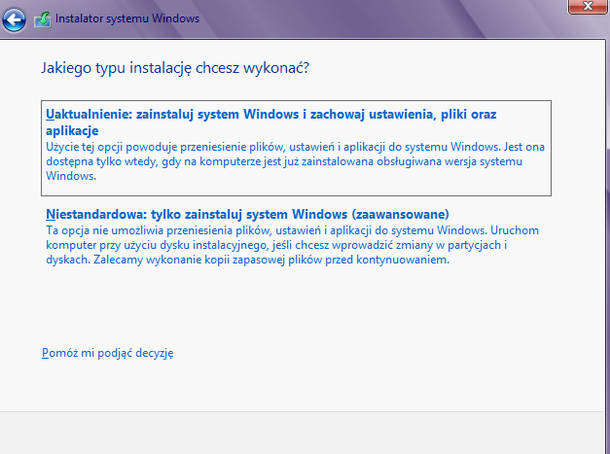 Instalator systemu Windows
Jakiego typu instalację chcesz wykonać?
Uaktualnienie: zainstaluj system Windows i zachowaj ustawienia, pliki oraz
aplikacje
Użycie tej opcji powoduje przeniesienie plików, ustawień i aplikacji do systemu Windows. Jest ona
dostępna tylko wtedy, gdy na komputerze jest już zainstalowana obsługiwana wersja systemu
Windows.
Niestandardowa: tylko zainstaluj system Windows (zaawansowane)
Ta opcja nie umożliwia przeniesienia plików, ustawień i aplikacji do systemu Windows. Uruchom
komputer przy użyciu dysku instalacyjnego, jeśli chcesz wprowadzić zmiany w partycjach i
dyskach. Zalecamy wykonanie kopii zapasowej plików przed kontynuowaniem.
Pomóż mi podjąć decyzję